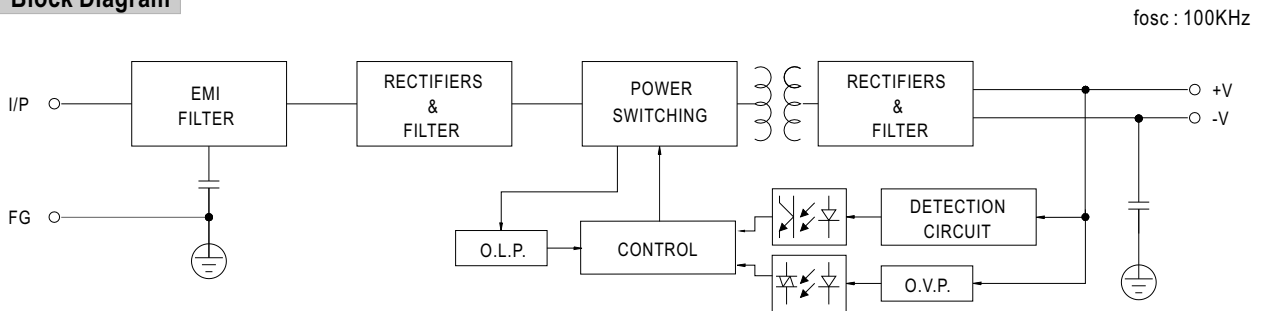 Block Diagram
fosc : 100KHz
I/P
EMI
FILTER
RECTIFIERS
&
FILTER
POWER
SWITCHING
RECTIFIERS
&
FILTER
+V
-V
FG
O.L.P.
CONTROL
DETECTION
CIRCUIT
O.V.P.